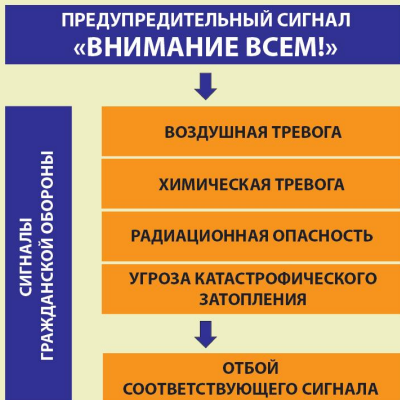 ПРЕДУПРЕДИТЕЛЬНЫЙ СИГНАЛ
«ВНИМАНИЕ ВСЕМ!»
СИГНАЛЫ
ГРАЖДАНСКОЙ ОБОРОНЫ
ВОЗДУШНАЯ ТРЕВОГА
ХИМИЧЕСКАЯ ТРЕВОГА
РАДИАЦИОННАЯ ОПАСНОСТЬ
УГРОЗА КАТАСТРОФИЧЕСКОГО
ЗАТОПЛЕНИЯ
ОТБОЙ
СООТВЕТСТВУЮЩЕГО СИГНАЛА